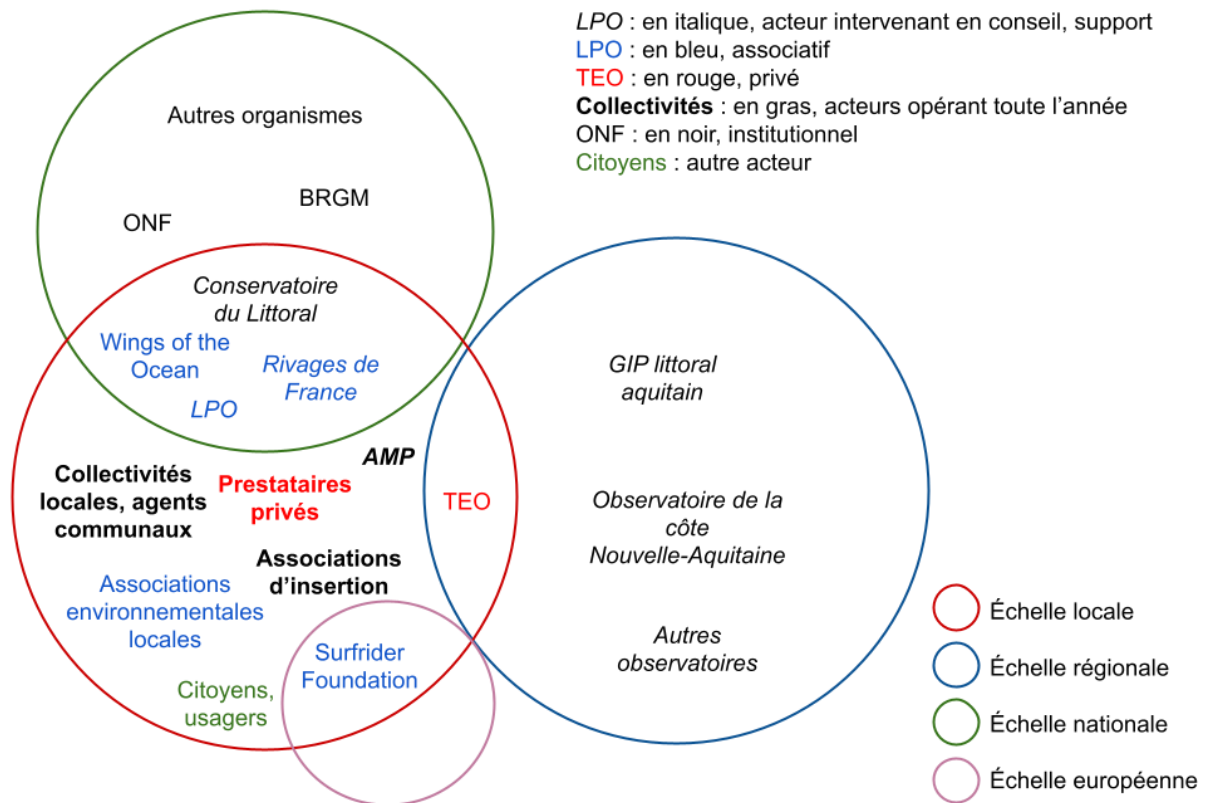 LPO : en italique, acteur intervenant en conseil, support
LPO : en bleu, associatif
TEO : en rouge, privé
Collectivités : en gras, acteurs opérant toute l'année
ONF : en noir, institutionnel
Citoyens : autre acteur
Autres organismes
BRGM
ONF
Conservatoire
du Littoral
Wings of the
Ocean
Rivages de
France
LPO
GIP littoral
aquitain
AMP
Collectivités
locales, agents
communaux
Prestataires
privés
TEO
Observatoire de la
côte
Nouvelle-Aquitaine
Associations
d'insertion
Associations
environnementales
locales
Autres
observatoires
Surfrider
Foundation
Citoyens,
usagers
Échelle locale
Échelle régionale
Échelle nationale
Échelle européenne